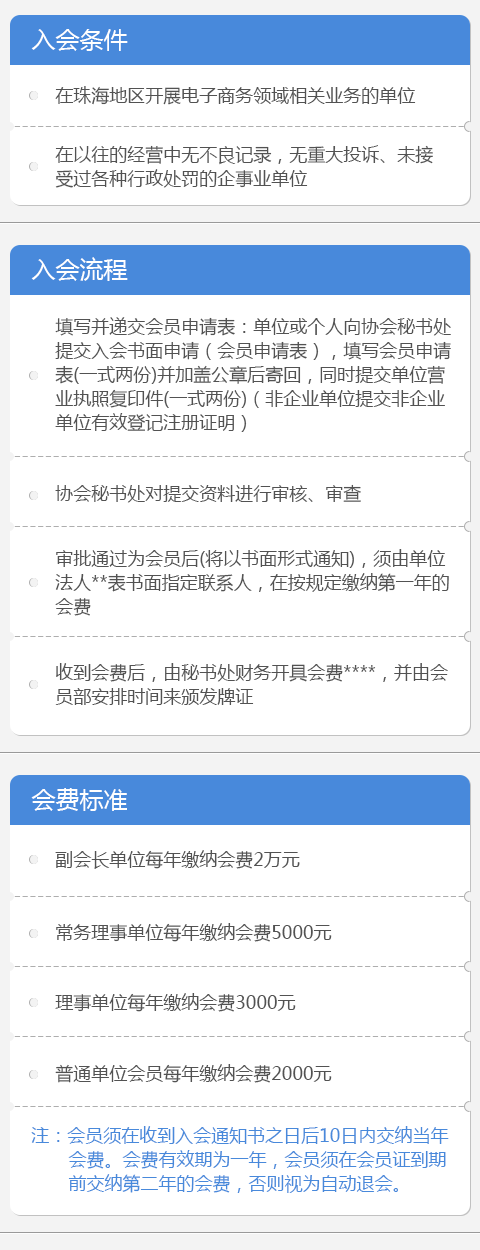 入会条件
在珠海地区开展电子商务领域相关业务的单位
在以往的经营中无不良记录，无重大投诉、未接
受过各种行政处罚的企事业单位
入会流程
填写并递交会员申请表：单位或个人向协会秘书处
提交入会书面申请（会员申请表），填写会员申请
表(一式两份)并加盖公章后寄回，同时提交单位营
业执照复印件(一式两份)（非企业单位提交非企业
单位有效登记注册证明）
协会秘书处对提交资料进行审核、审查
审批通过为会员后(将以书面形式通知)，须由单位
法人**表书面指定联系人，在按规定缴纳第一年的
会费
收到会费后，由秘书处财务开具会费****，并由会
员部安排时间来颁发牌证
会费标准
副会长单位每年缴纳会费2万元
常务理事单位每年缴纳会费5000元
理事单位每年缴纳会费3000元
普通单位会员每年缴纳会费2000元
注：会员须在收到入会通知书之日后10日内交纳当年
会费。会费有效期为一年，会员须在会员证到期
前交纳第二年的会费，否则视为自动退会。